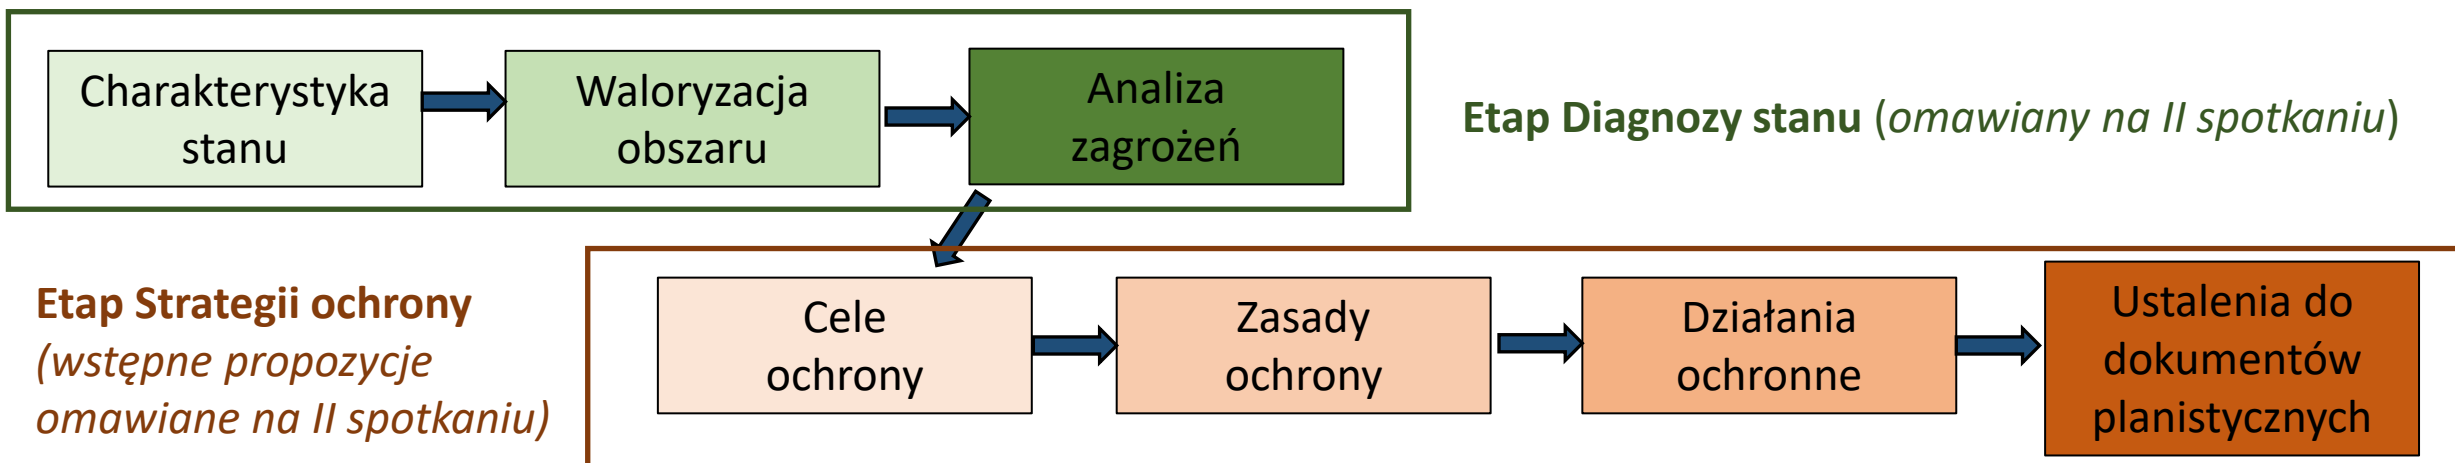 Charakterystyka
stanu
Waloryzacja
obszaru
Analiza
zagrożeń
Etap Diagnozy stanu (omawiany na II spotkaniu)
Etap Strategii ochrony
(wstępne propozycje
omawiane na II spotkaniu)
Cele
ochrony
Zasady
ochrony
Działania
ochronne
Ustalenia do
dokumentów
planistycznych